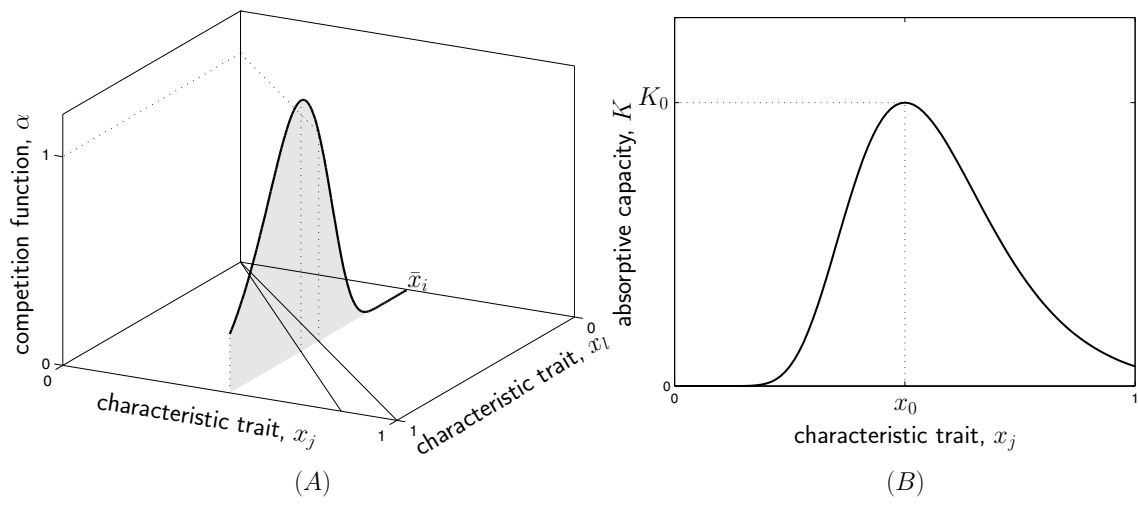 competition function, α
1
0
0
characteristic trait, x_j
1
1
characteristic trait, x_l
0
x̄_i
(A)
absorptive capacity, K
K_0
0
0
x_0
1
characteristic trait, x_j
(B)